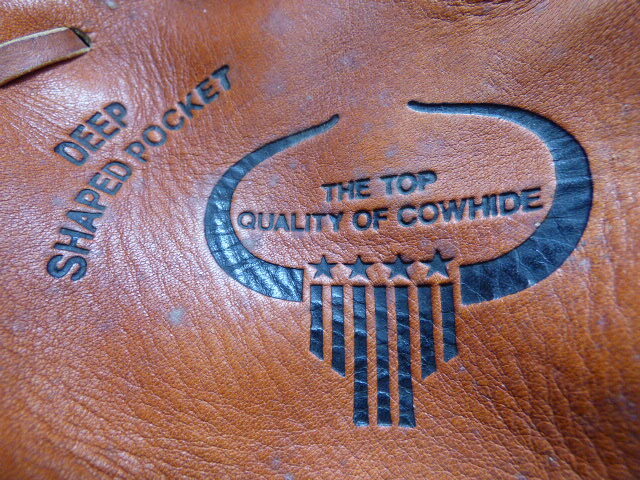 DEEP
SHAPED POCKET
THE TOP
QUALITY OF COWHIDE